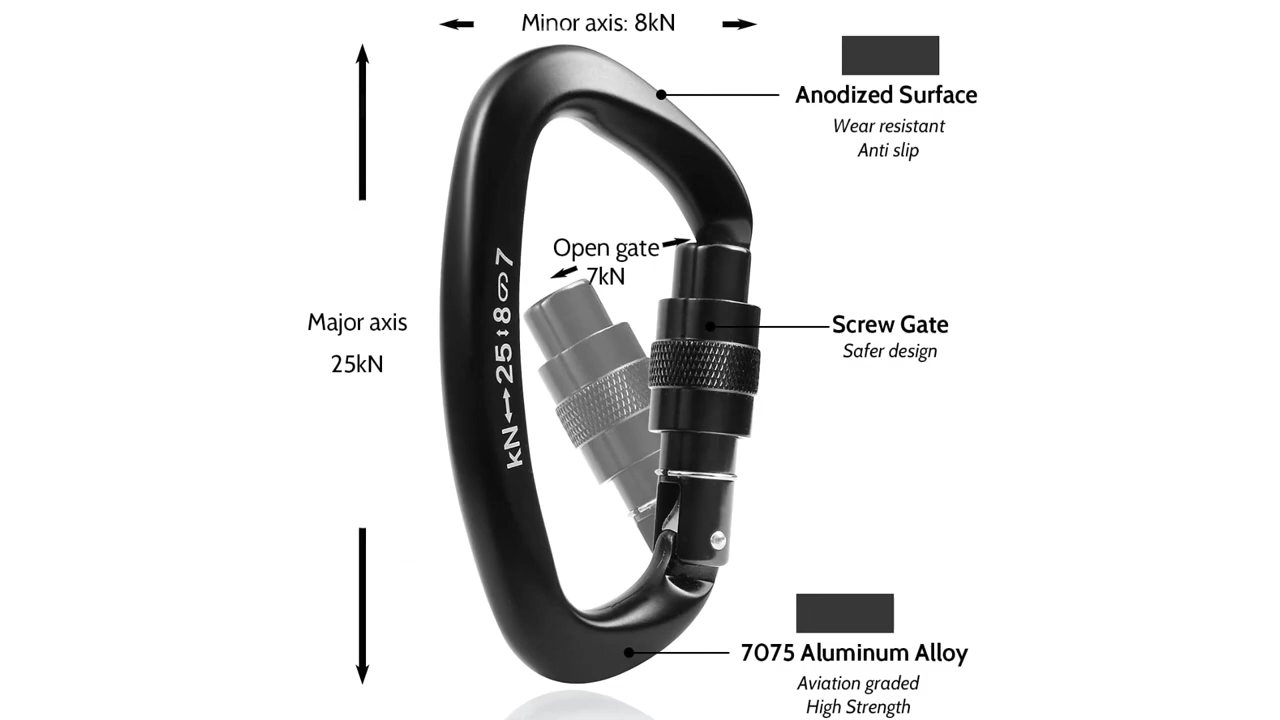 Minor axis: 8kN
Anodized Surface
Wear resistant
Anti slip
Open gate
7kN
kN↔25↕8 7
Major axis
25kN
Screw Gate
Safer design
7075 Aluminum Alloy
Aviation graded
High Strength